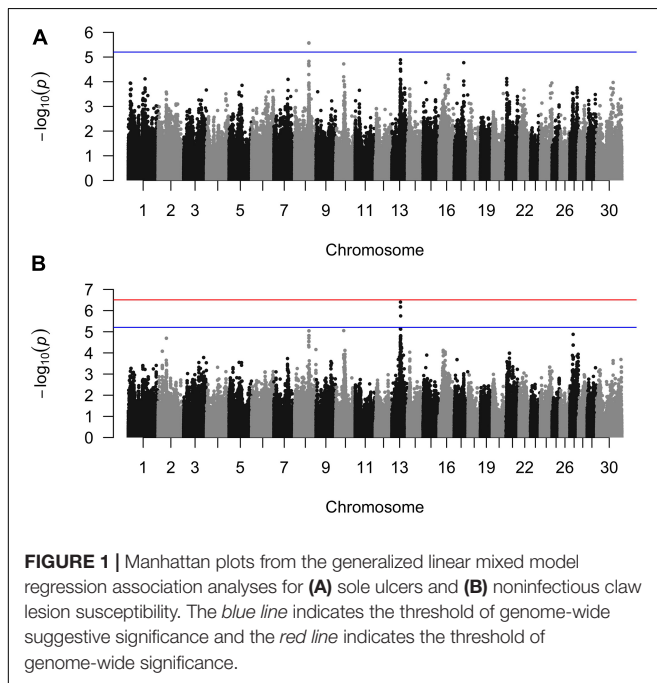 A
6
5
4
3
2
1
0
−log10(p)
1 2 3 5 7 9 11 13 16 19 22 26 30
Chromosome
B
7
6
5
4
3
2
1
0
−log10(p)
1 2 3 5 7 9 11 13 16 19 22 26 30
Chromosome
FIGURE 1 | Manhattan plots from the generalized linear mixed model
regression association analyses for (A) sole ulcers and (B) noninfectious claw
lesion susceptibility. The blue line indicates the threshold of genome-wide
suggestive significance and the red line indicates the threshold of
genome-wide significance.